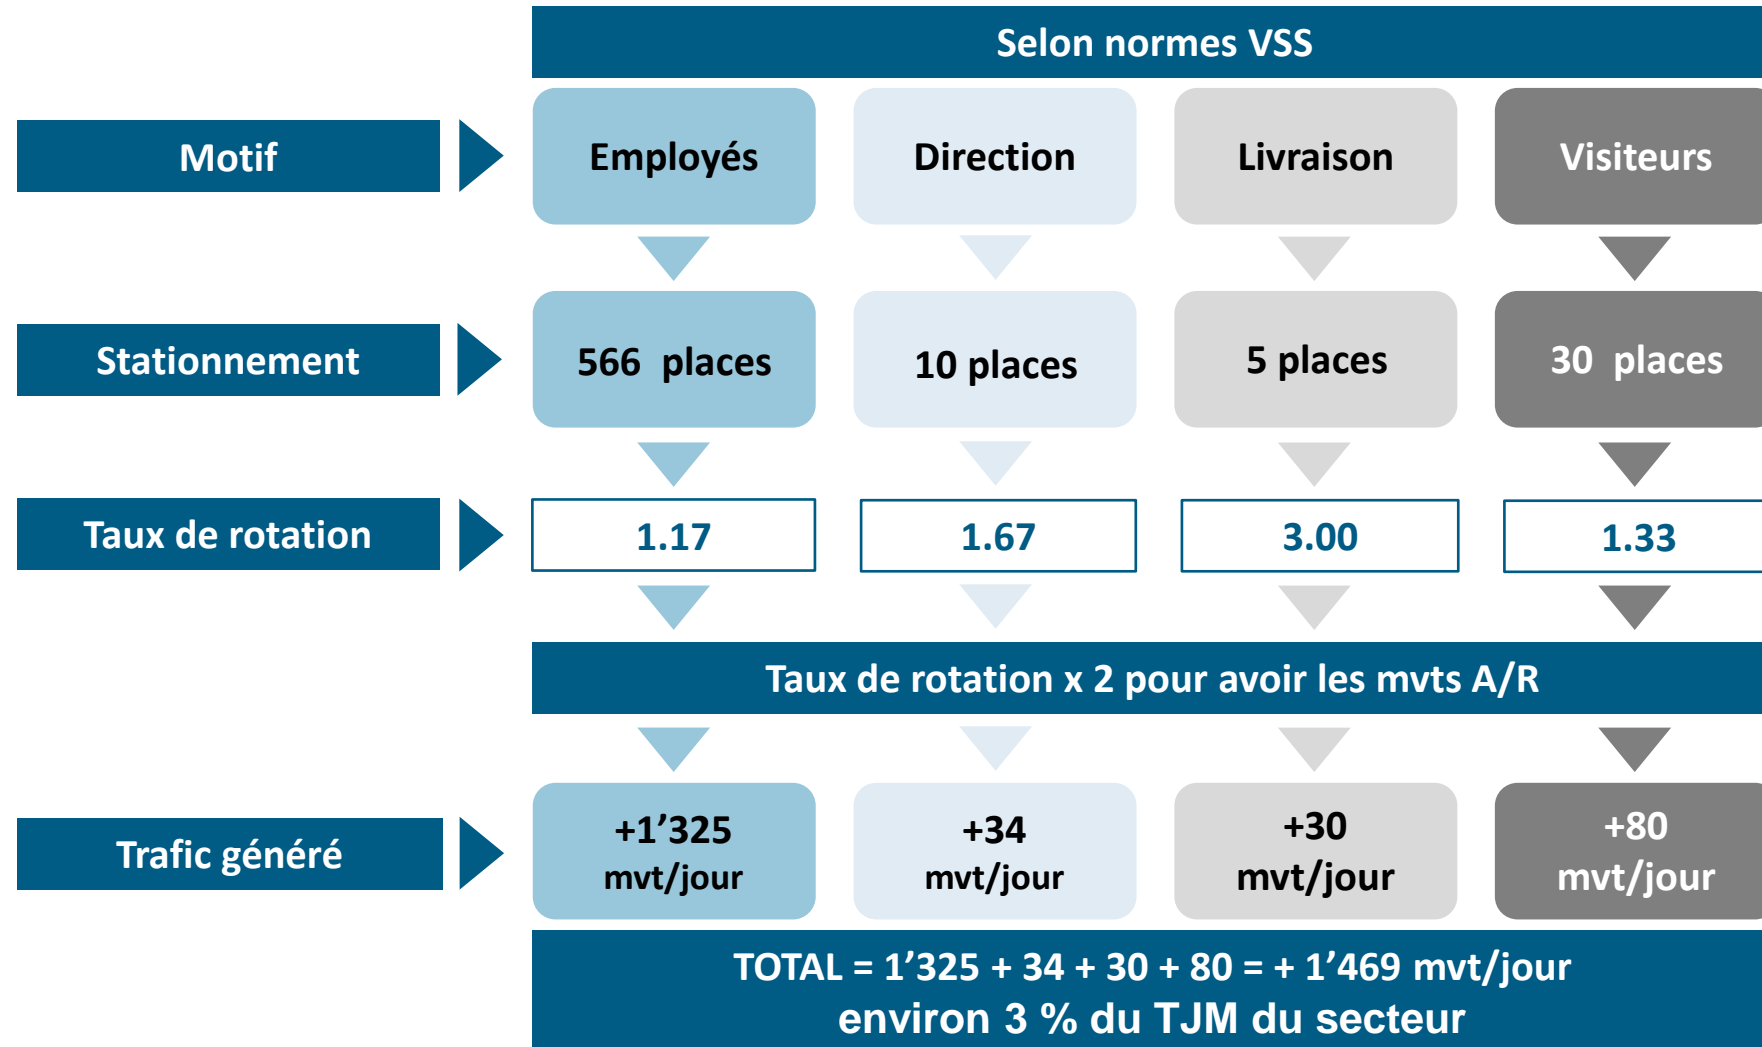 Selon normes VSS
Motif
Employés
Direction
Livraison
Visiteurs
Stationnement
566 places
10 places
5 places
30 places
Taux de rotation
1.17
1.67
3.00
1.33
Taux de rotation x 2 pour avoir les mvts A/R
Trafic généré
+1’325
mvt/jour
+34
mvt/jour
+30
mvt/jour
+80
mvt/jour
TOTAL = 1’325 + 34 + 30 + 80 = + 1’469 mvt/jour
environ 3 % du TJM du secteur